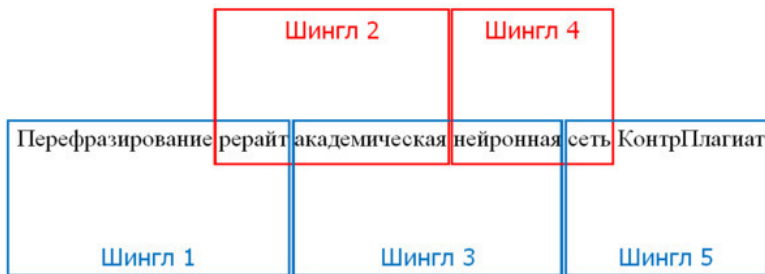 Шингл 2 Шингл 4
Перефразирование рерайт академическая нейронная сеть КонтрПлагиат
Шингл 1 Шингл 3 Шингл 5